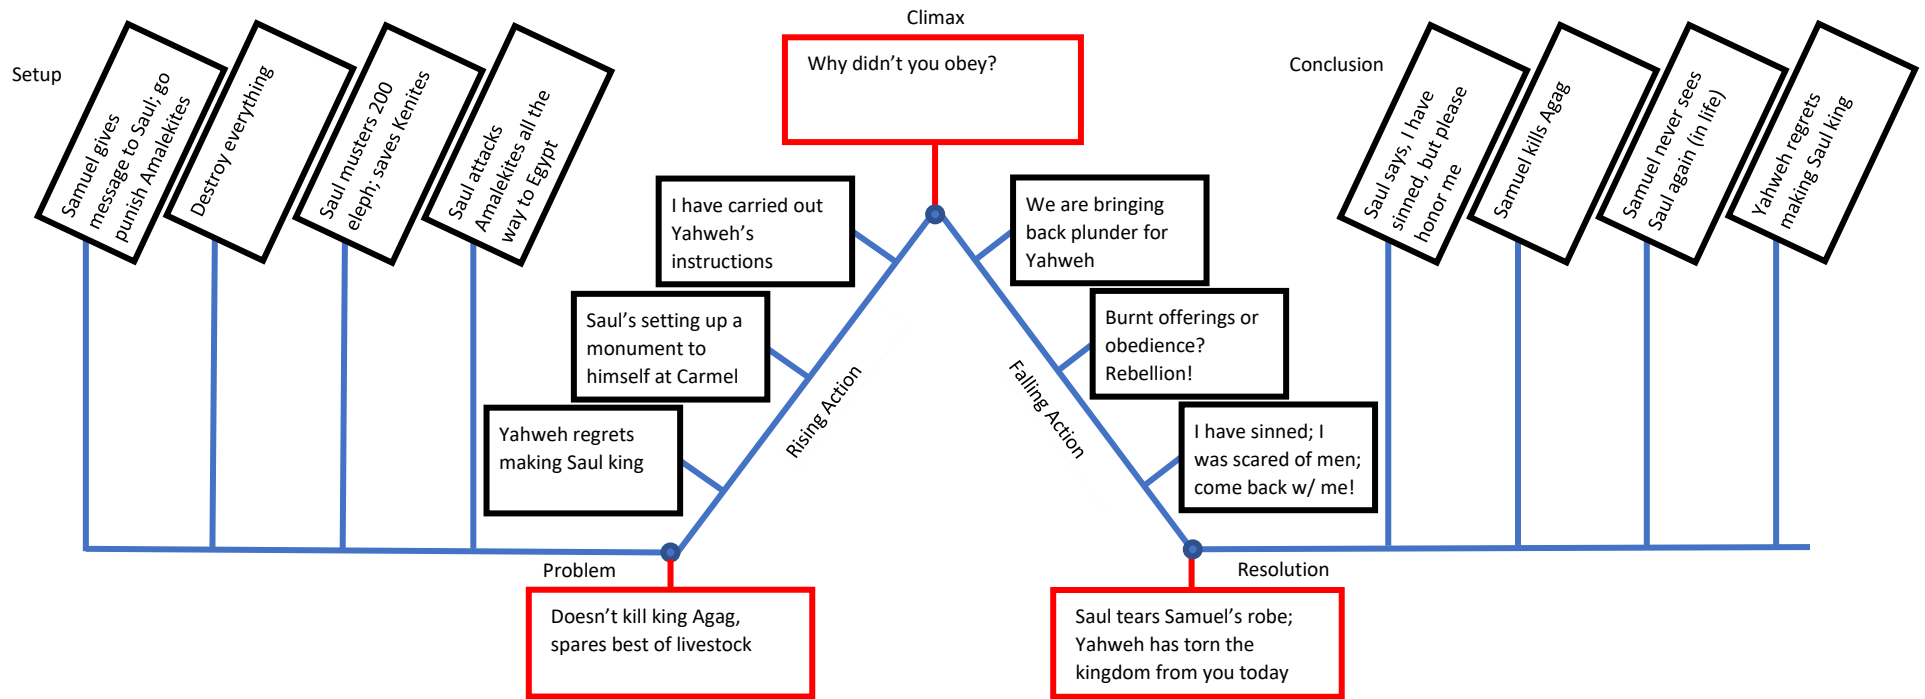 Setup
Samuel gives
message to Saul; go
punish Amalekites
Destroy everything
Saul musters 200
eleph; saves Kenites
Saul attacks
Amalekites all the
way to Egypt
Problem
Doesn’t kill king Agag,
spares best of livestock
Rising Action
Yahweh regrets
making Saul king
Saul’s setting up a
monument to
himself at Carmel
I have carried out
Yahweh’s
instructions
Climax
Why didn’t you obey?
Falling Action
We are bringing
back plunder for
Yahweh
Burnt offerings or
obedience?
Rebellion!
I have sinned; I
was scared of men;
come back w/ me!
Resolution
Saul tears Samuel’s robe;
Yahweh has torn the
kingdom from you today
Conclusion
Saul says, I have
sinned, but please
honor me
Samuel kills Agag
Samuel never sees
Saul again (in life)
Yahweh regrets
making Saul king